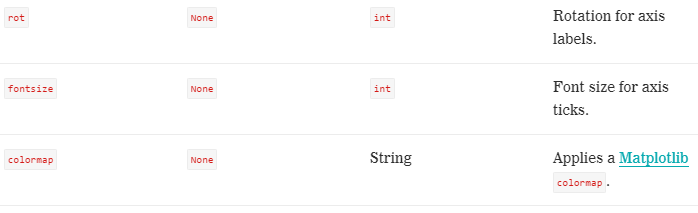 rot None int Rotation for axis
labels.
fontsize None int Font size for axis
ticks.
colormap None String Applies a Matplotlib
colormap.